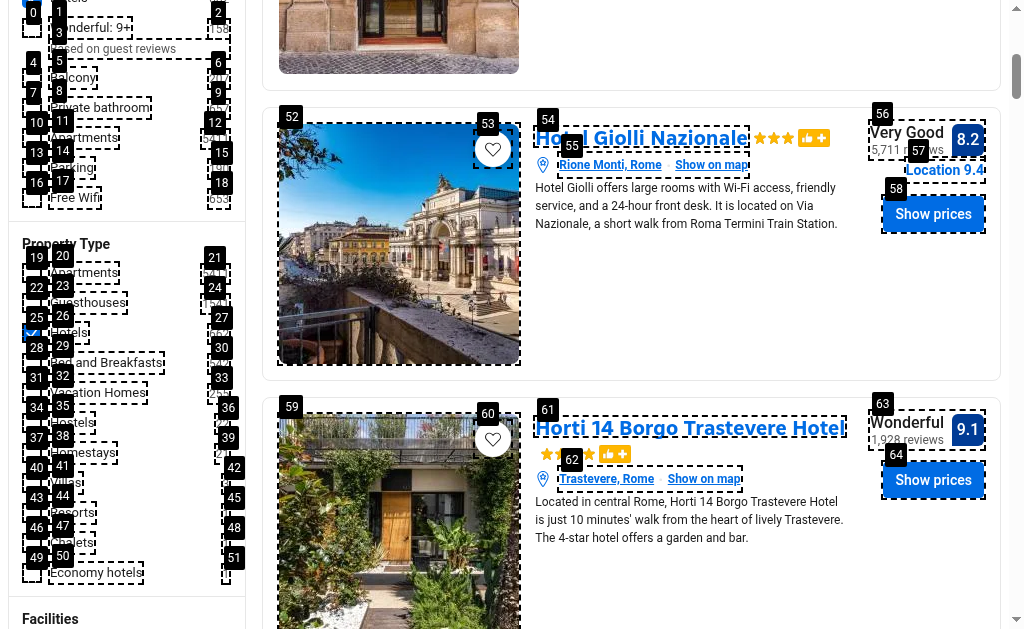 0
1
2
Wonderful: 9+
158
3
Based on guest reviews
4
5
6
Balcony
7
8
9
Private bathroom
657
10
11
12
Apartments
13
14
15
Parking
16
17
18
Free Wifi
653
Property Type
19
20
21
Apartments
22
23
24
Guesthouses
25
26
27
Hotels
28
29
30
Bed and Breakfasts
31
32
33
Vacation Homes
34
35
36
Hostels
37
38
39
Homestays
40
41
42
Villas
43
44
45
Resorts
46
47
48
Chalets
49
50
51
Economy hotels
Facilities
52
53
54
Hotel Giolli Nazionale
55
Rione Monti, Rome
Show on map
Hotel Giolli offers large rooms with Wi-Fi access, friendly
service, and a 24-hour front desk. It is located on Via
Nazionale, a short walk from Roma Termini Train Station.
56
Very Good
8.2
5,711 reviews
57
Location 9.4
58
Show prices
59
60
61
Horti 14 Borgo Trastevere Hotel
62
Trastevere, Rome
Show on map
Located in central Rome, Horti 14 Borgo Trastevere Hotel
is just 10 minutes' walk from the heart of lively Trastevere.
The 4-star hotel offers a garden and bar.
63
Wonderful
9.1
1,928 reviews
64
Show prices